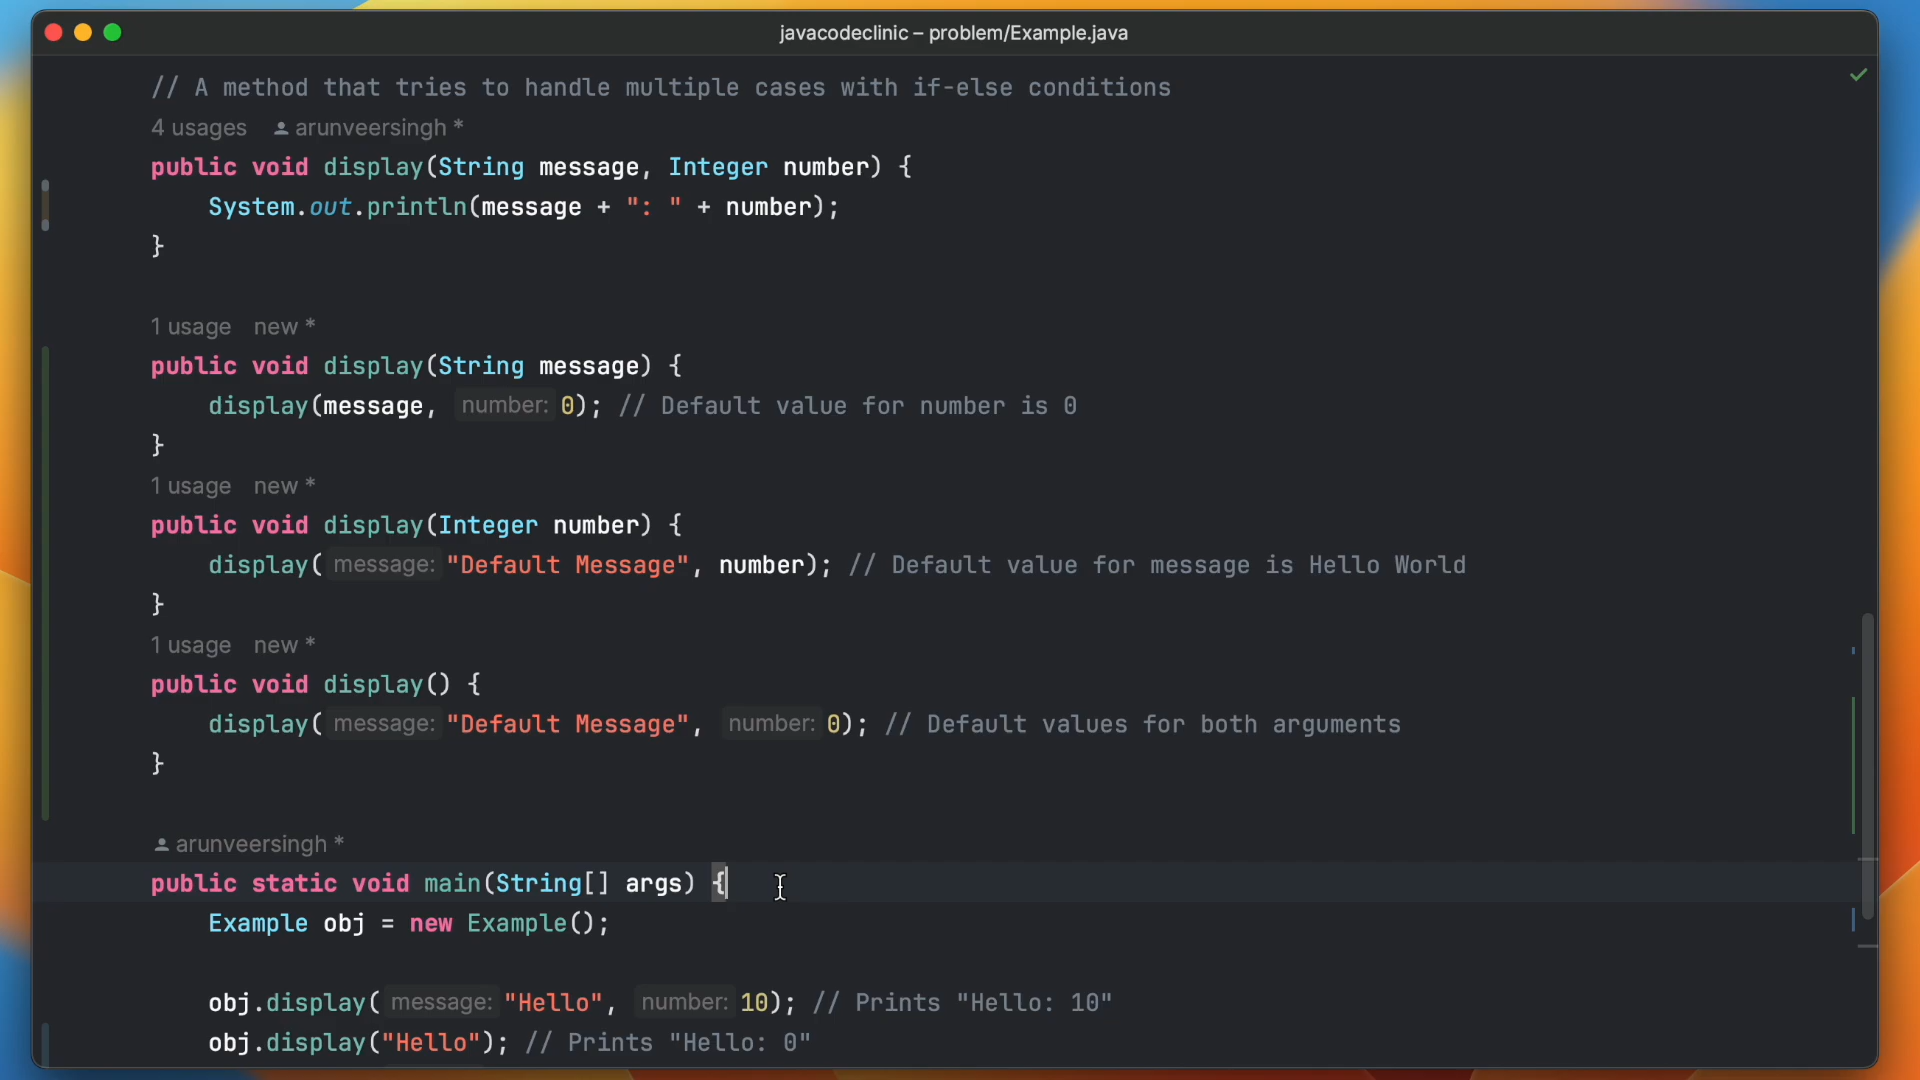 javacodeclinic – problem/Example.java
// A method that tries to handle multiple cases with if-else conditions
4 usages arunveersingh *
public void display(String message, Integer number) {
System.out.println(message + ": " + number);
}
1 usage new *
public void display(String message) {
display(message, number: 0); // Default value for number is 0
}
1 usage new *
public void display(Integer number) {
display( message: "Default Message", number); // Default value for message is Hello World
}
1 usage new *
public void display() {
display( message: "Default Message", number: 0); // Default values for both arguments
}
arunveersingh *
public static void main(String[] args) {
Example obj = new Example();
obj.display( message: "Hello", number: 10); // Prints "Hello: 10"
obj.display("Hello"); // Prints "Hello: 0"